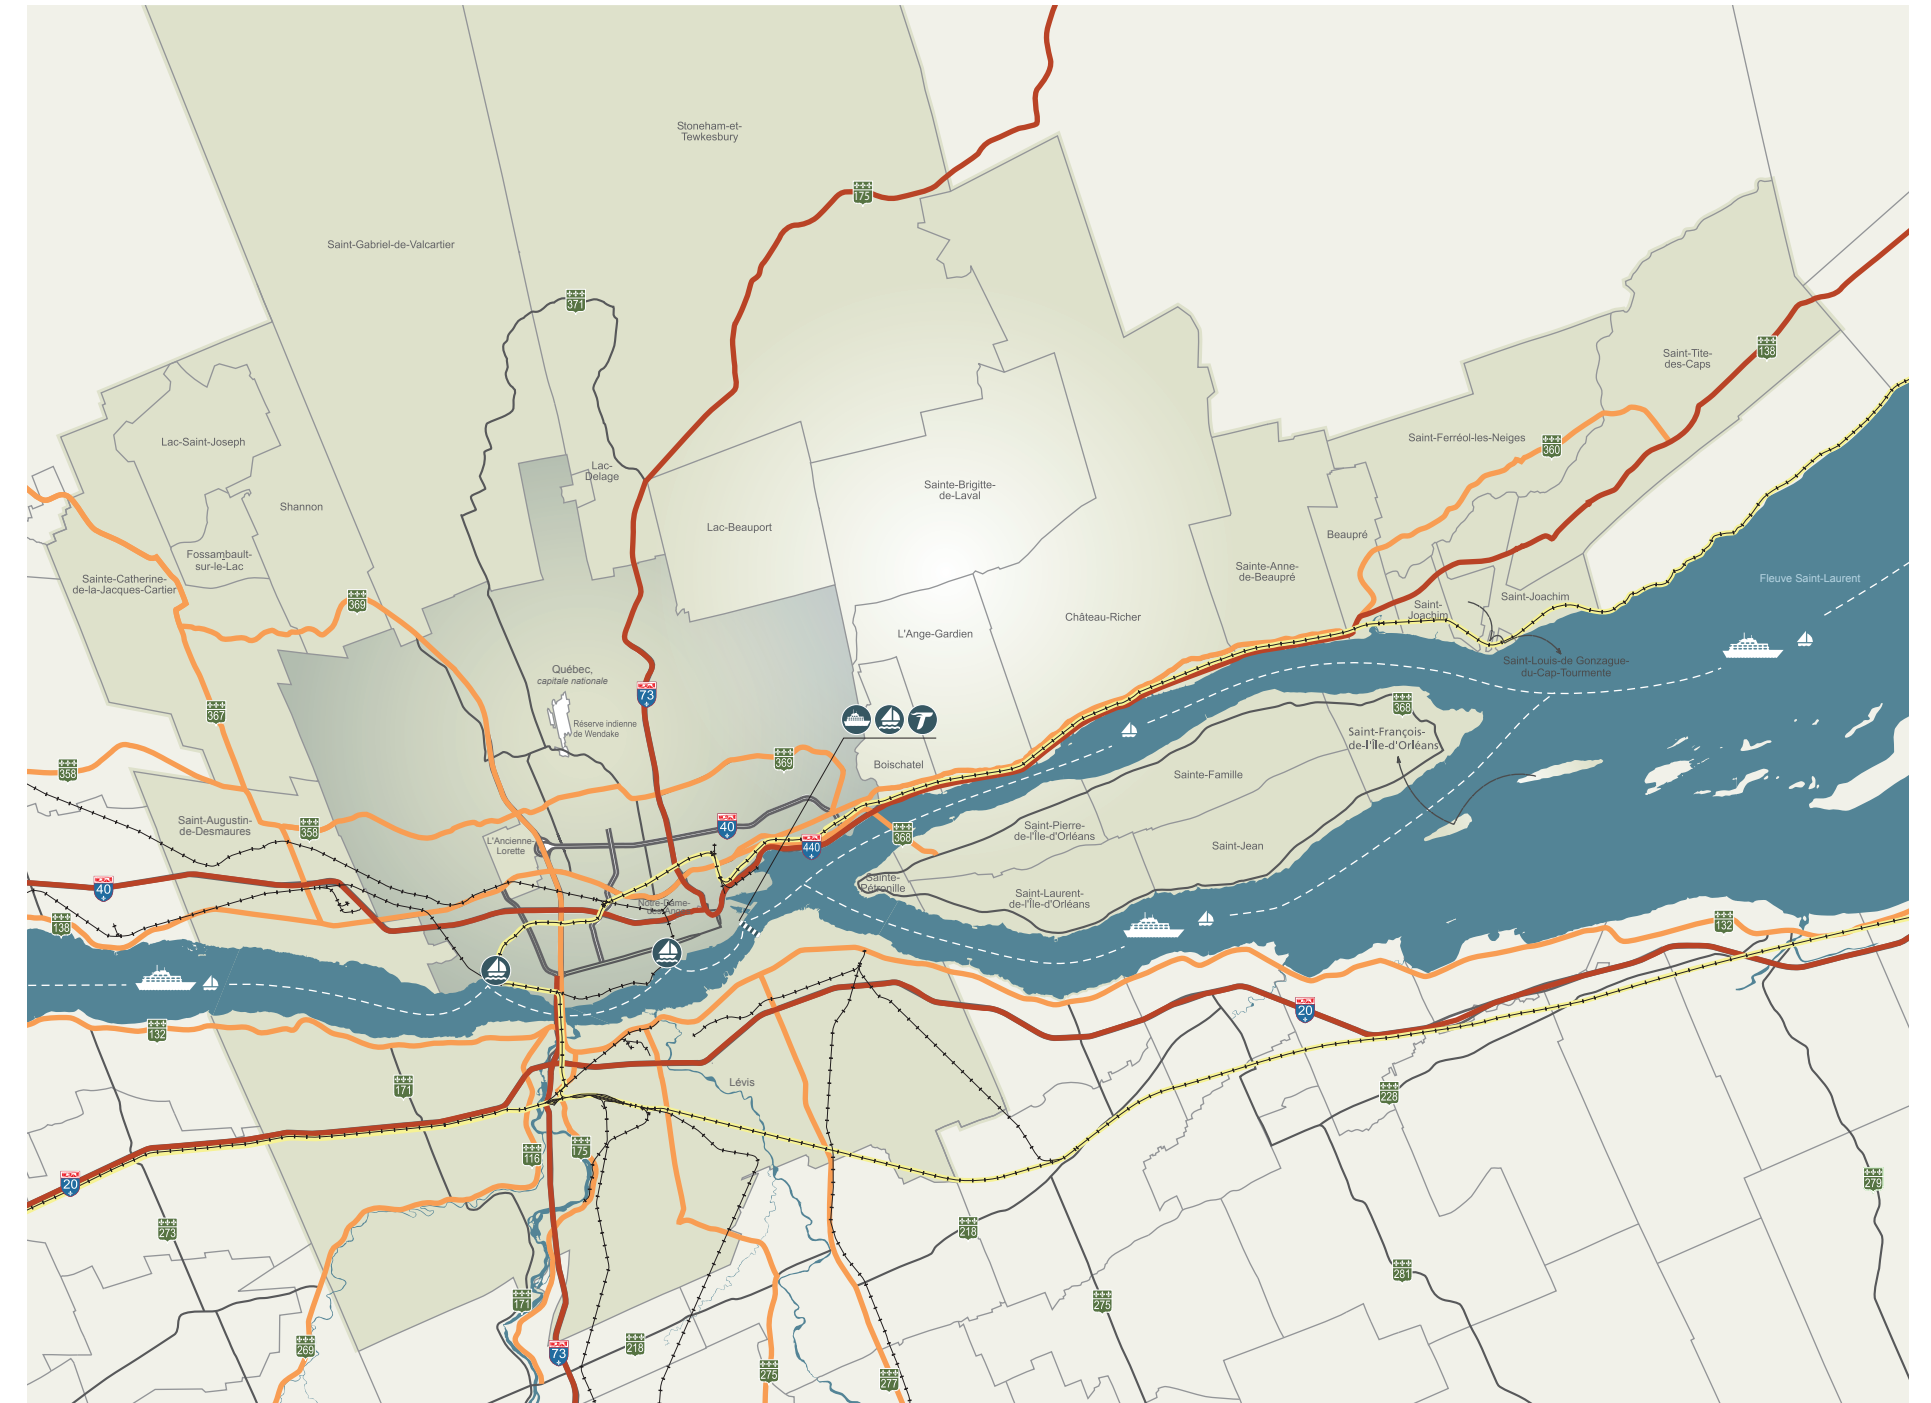 Stoneham-et-
Tewkesbury
175
Saint-Gabriel-de-Valcartier
371
Saint-Tite-
des-Caps
138
Lac-Saint-Joseph
Saint-Ferréol-les-Neiges
360
Lac-
Delage
Sainte-Brigitte-
de-Laval
Shannon
Lac-Beauport
Beaupré
Fossambault-
sur-le-Lac
Sainte-Anne-
de-Beaupré
Fleuve Saint-Laurent
Sainte-Catherine-
de-la-Jacques-Cartier
369
Saint-
Joachim
Saint-Joachim
Château-Richer
L'Ange-Gardien
Saint-Louis-de Gonzague-
du-Cap-Tourmente
Québec,
capitale nationale
73
368
367
Réserve indienne
de Wendake
Saint-François-
de-l'Île-d'Orléans
358
369
Boischatel
Sainte-Famille
Saint-Augustin-
de-Desmaures
358
40
440
368
Saint-Pierre-
de-l'Île-d'Orléans
L'Ancienne-
Lorette
Saint-Jean
40
Sainte-
Pétronille
Saint-Laurent-
de-l'Île-d'Orléans
Notre-Dame-
des-Anges
138
132
132
20
171
Lévis
228
116
175
20
279
273
218
281
171
275
269
218
73
275
277